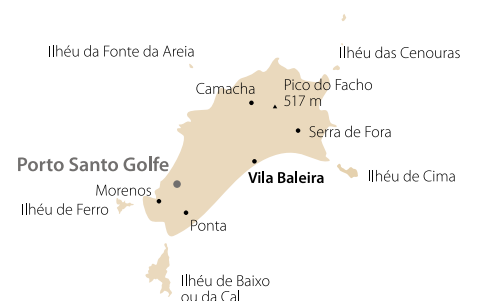 Ilhéu da Fonte da Areia
Ilhéu das Cenouras
Camacha
Pico do Facho
517 m
Serra de Fora
Porto Santo Golfe
Vila Baleira
Ilhéu de Cima
Morenos
Ilhéu de Ferro
Ponta
Ilhéu de Baixo
ou da Cal